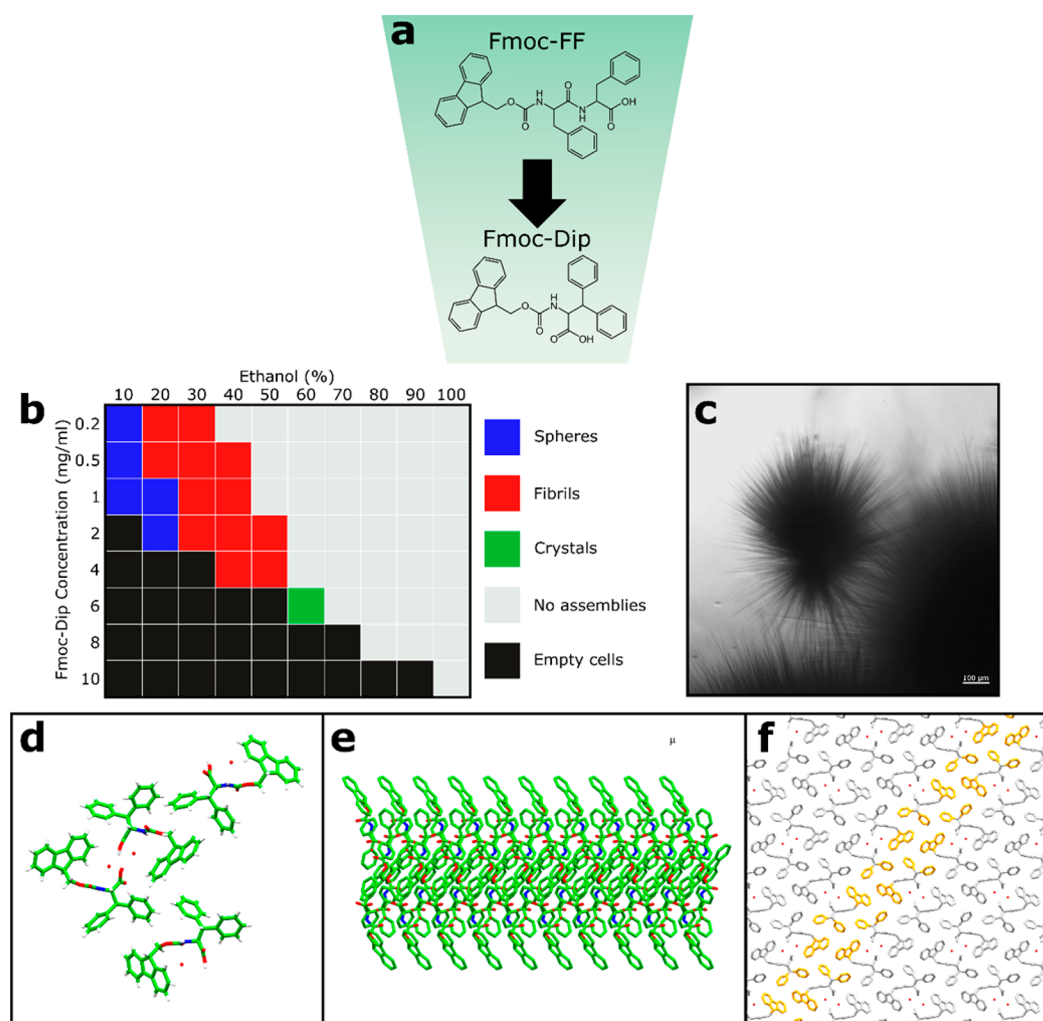 a
Fmoc-FF
O
H
N
O
O
N
H
O
OH
Fmoc-Dip
O
H
N
O
O
OH
b
Ethanol (%)
10 20 30 40 50 60 70 80 90 100
Fmoc-Dip Concentration (mg/ml)
0.2
0.5
1
2
4
6
8
10
Spheres
Fibrils
Crystals
No assemblies
Empty cells
c
100 µm
d
e
µ
f